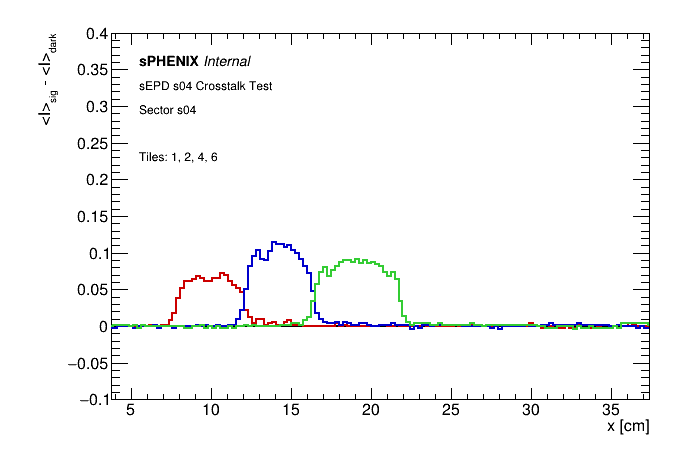 <I>sig - <I>dark
0.4
0.35
0.3
0.25
0.2
0.15
0.1
0.05
0
−0.05
−0.1
sPHENIX Internal
sEPD s04 Crosstalk Test
Sector s04
Tiles: 1, 2, 4, 6
5 10 15 20 25 30 35
x [cm]